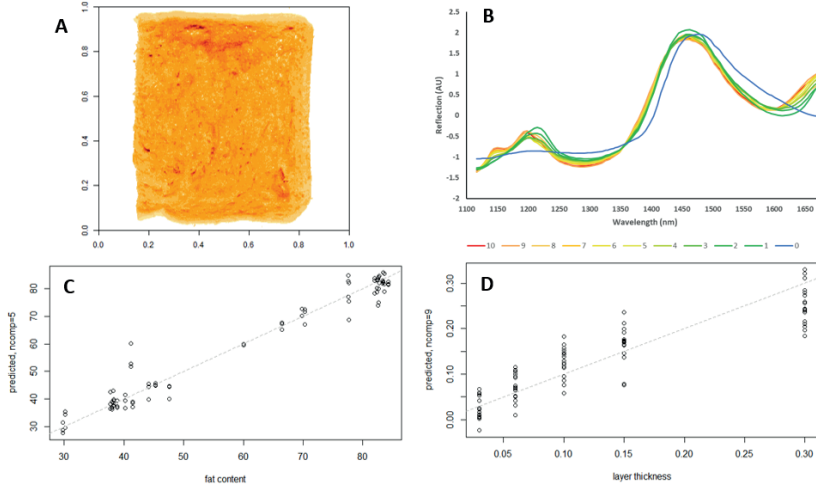 A
1.0
0.8
0.6
0.4
0.2
0.0
0.0 0.2 0.4 0.6 0.8 1.0
B
Reflection (AU)
2.5
2
1.5
1
0.5
0
-0.5
-1
-1.5
-2
1100 1150 1200 1250 1300 1350 1400 1450 1500 1550 1600 1650
Wavelength (nm)
10 9 8 7 6 5 4 3 2 1 0
C
predicted, ncomp=5
80
70
60
50
40
30
30 40 50 60 70 80
fat content
D
predicted, ncomp=9
0.30
0.20
0.10
0.00
0.05 0.10 0.15 0.20 0.25 0.30
layer thickness